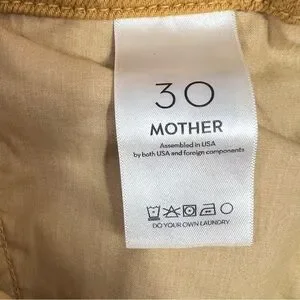 30
MOTHER
Assembled in USA
by both USA and foreign components
DO YOUR OWN LAUNDRY